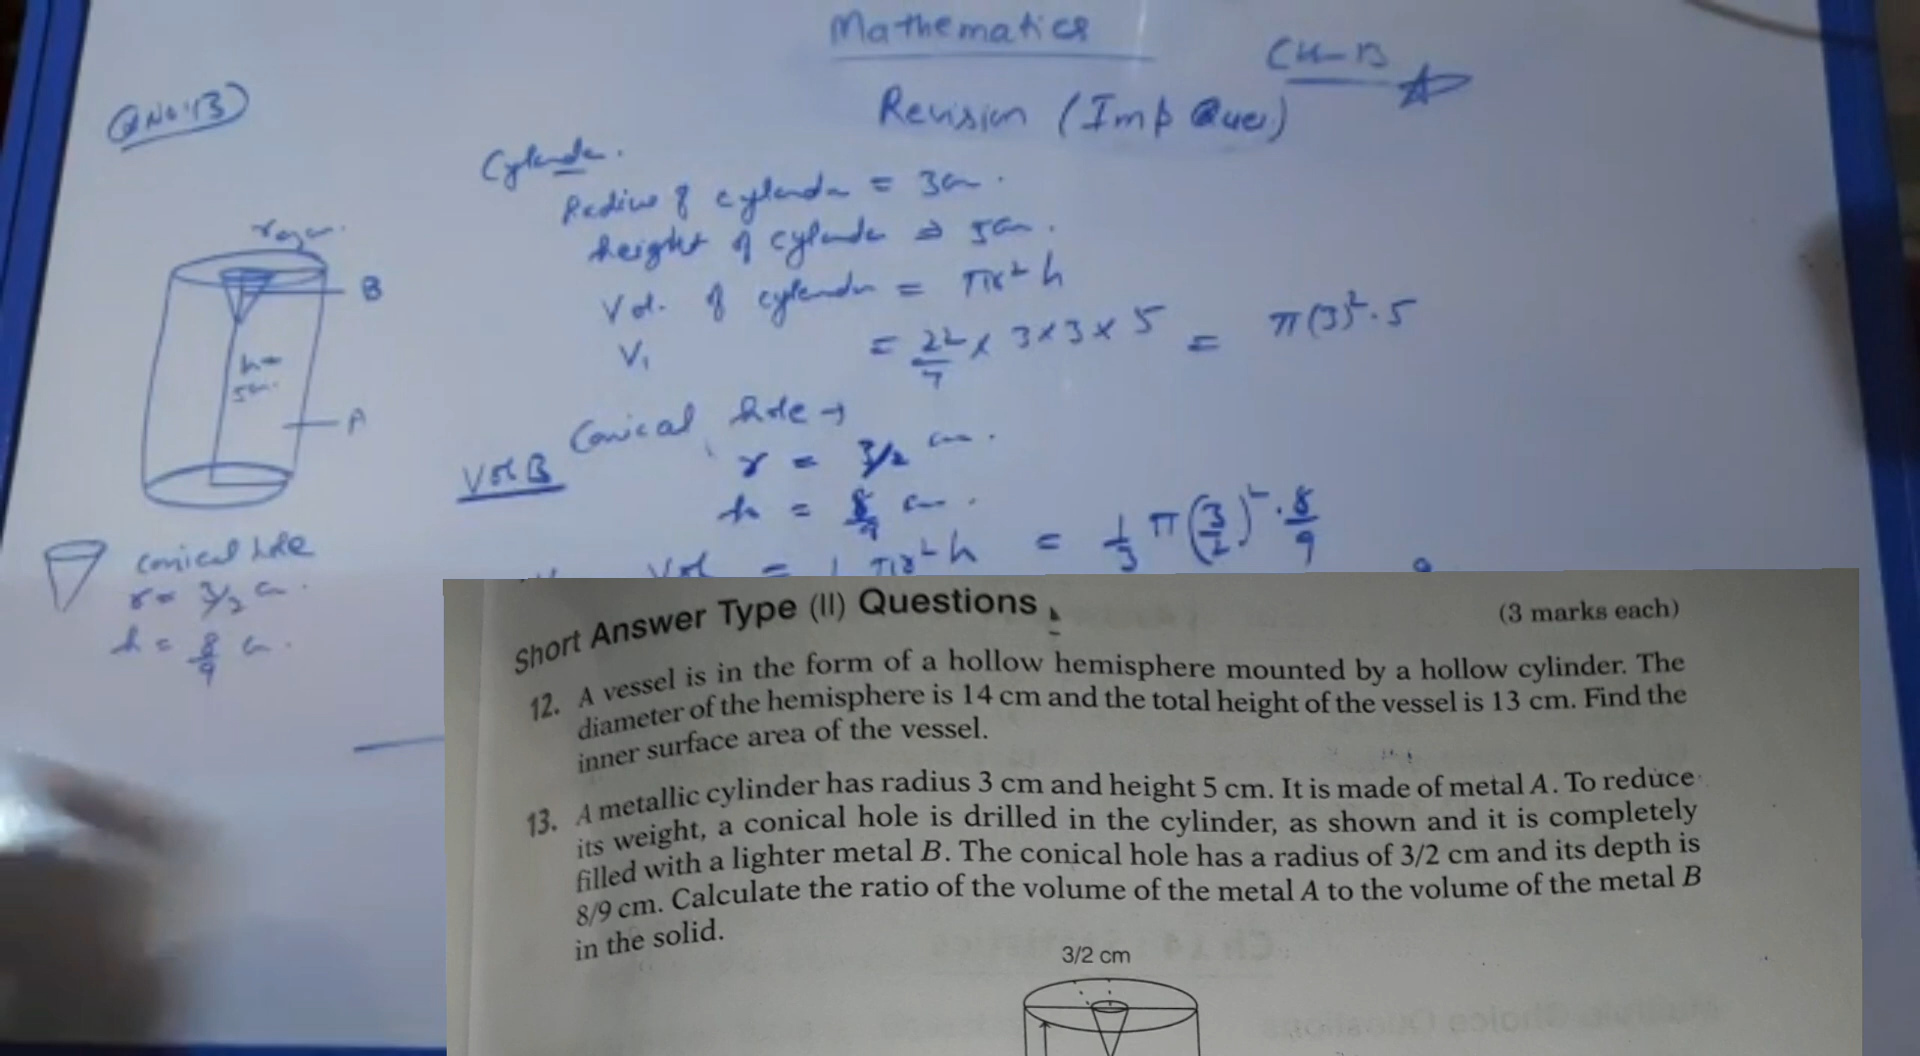 Mathematics
CH-13
Revision (Imp Ques)
QNo:13)
Cylinder.
Radius of cylinder = 3cm.
height of cylinder ⇒ 5cm.
Vol. of cylinder = πr²h
V₁ = 22/7 × 3×3×5 = π(3)².5
B
h=
5cm.
A
Conical hole →
r = 3/2 cm.
Vol B
h = 8/9 cm.
Vol = πr²h = 1/3 π(3/2)².8/9
conical hole
r= 3/2 cm.
h= 8/9 cm.
Short Answer Type (II) Questions
(3 marks each)
12. A vessel is in the form of a hollow hemisphere mounted by a hollow cylinder. The
diameter of the hemisphere is 14 cm and the total height of the vessel is 13 cm. Find the
inner surface area of the vessel.
13. A metallic cylinder has radius 3 cm and height 5 cm. It is made of metal A. To reduce
its weight, a conical hole is drilled in the cylinder, as shown and it is completely
filled with a lighter metal B. The conical hole has a radius of 3/2 cm and its depth is
8/9 cm. Calculate the ratio of the volume of the metal A to the volume of the metal B
in the solid.
3/2 cm